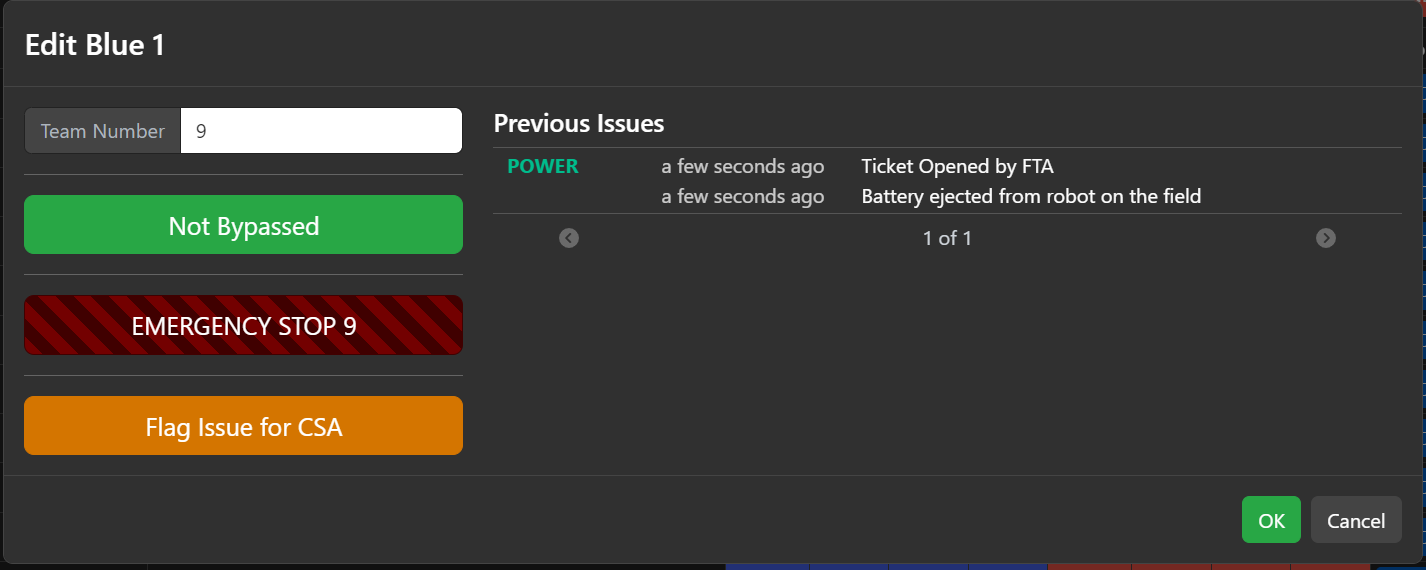 Edit Blue 1
Team Number 9
Not Bypassed
EMERGENCY STOP 9
Flag Issue for CSA
Previous Issues
POWER a few seconds ago Ticket Opened by FTA
a few seconds ago Battery ejected from robot on the field
1 of 1
OK Cancel